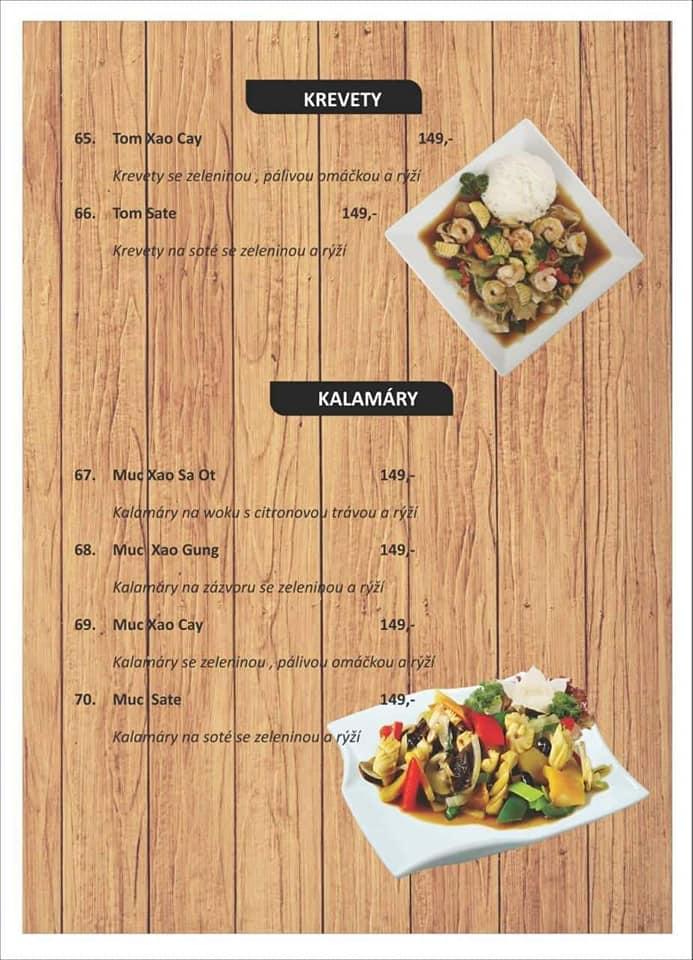 KREVETY
65. Tom Xao Cay 149,-
Krevety se zeleninou , pálivou omáčkou a rýží
66. Tom Sate 149,-
Krevety na soté se zeleninou a rýží
KALAMÁRY
67. Muc Xao Sa Ot 149,-
Kalamáry na woku s citronovou trávou a rýží
68. Muc Xao Gung 149,-
Kalamáry na zázvoru se zeleninou a rýží
69. Muc Xao Cay 149,-
Kalamáry se zeleninou , pálivou omáčkou a rýží
70. Muc Sate 149,-
Kalamáry na soté se zeleninou a rýží